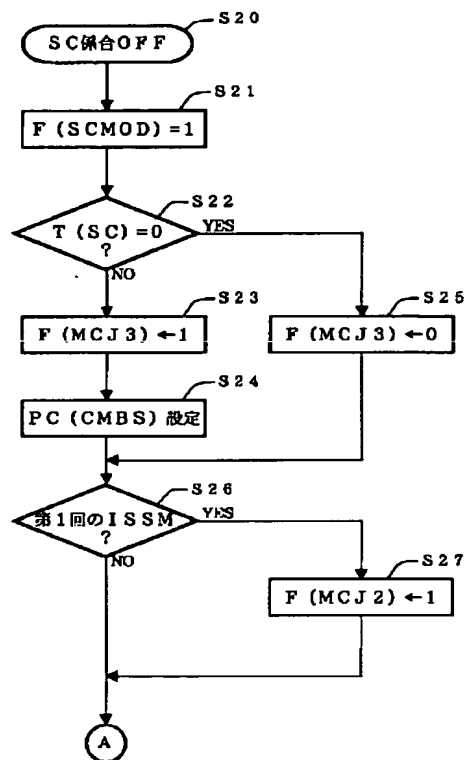 S20
SC係合OFF
S21
F(SCMOD)=1
S22
T(SC)=0
?
YES
NO
S23
F(MCJ3)←1
S25
F(MCJ3)←0
S24
PC(CMBS)設定
S26
第1回のISSM
?
YES
NO
S27
F(MCJ2)←1
A